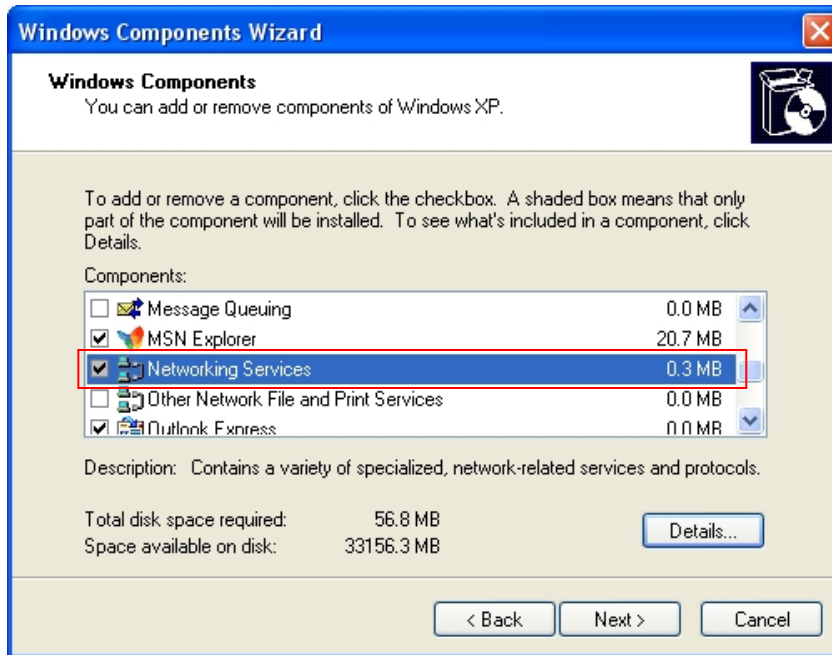 Windows Components Wizard
Windows Components
You can add or remove components of Windows XP.
To add or remove a component, click the checkbox. A shaded box means that only
part of the component will be installed. To see what's included in a component, click
Details.
Components:
Message Queuing 0.0 MB
MSN Explorer 20.7 MB
Networking Services 0.3 MB
Other Network File and Print Services 0.0 MB
Outlook Express 0.0 MB
Description: Contains a variety of specialized, network-related services and protocols.
Total disk space required: 56.8 MB
Space available on disk: 33156.3 MB
Details...
< Back Next > Cancel